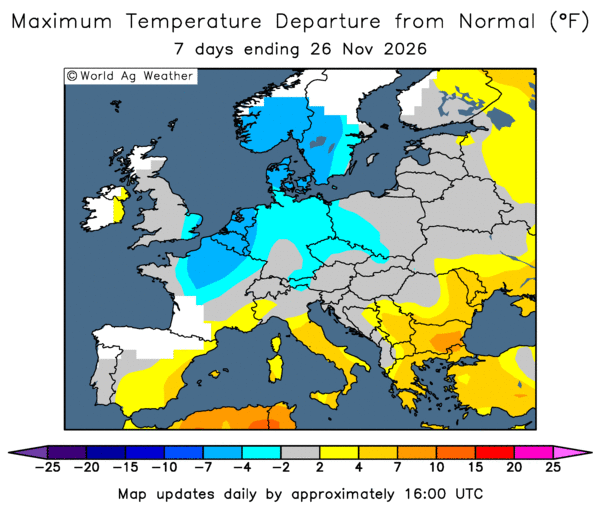 Maximum Temperature Departure from Normal (°F)
7 days ending 26 Nov 2026
© World Ag Weather
−25 −20 −15 −10 −7 −4 −2 2 4 7 10 15 20 25
Map updates daily by approximately 16:00 UTC